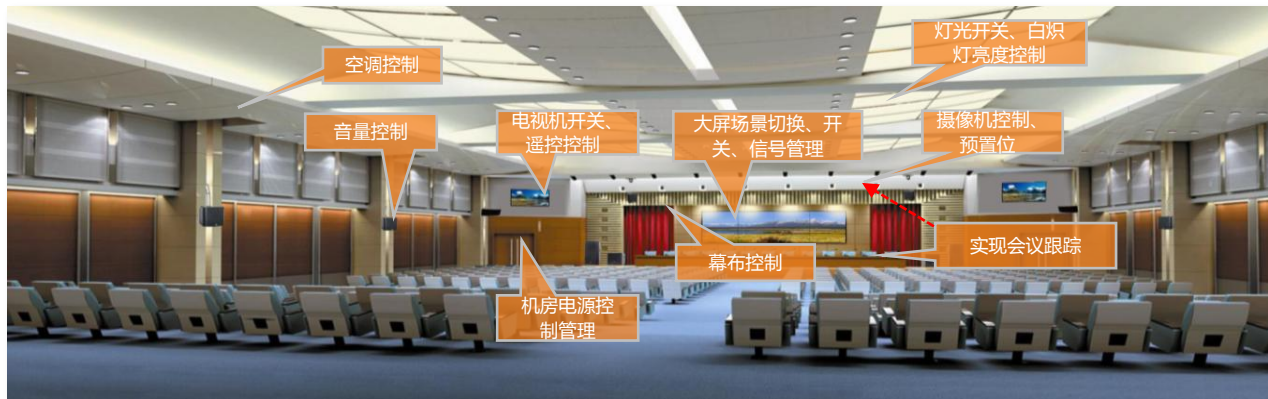 灯光开关、白炽
灯亮度控制
空调控制
音量控制
电视机开关、
遥控控制
大屏场景切换、开
关、信号管理
摄像机控制、
预置位
实现会议跟踪
幕布控制
机房电源控
制管理